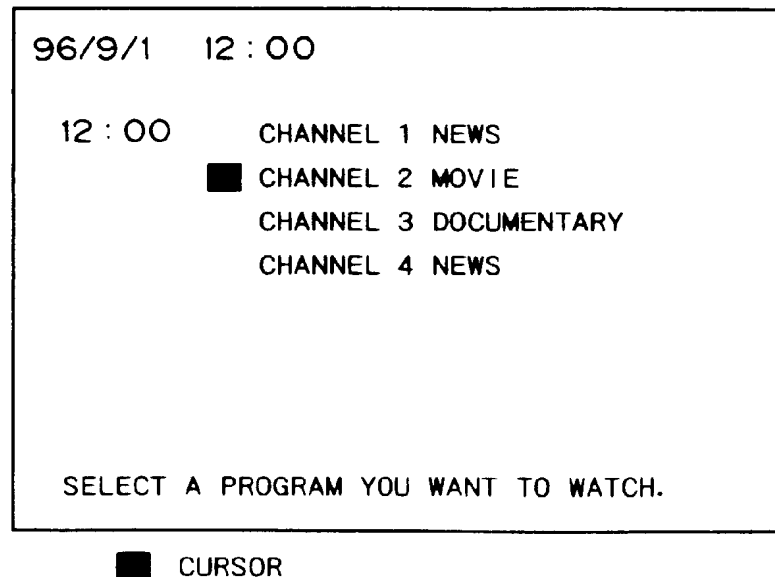 96/9/1 12:00
12:00 CHANNEL 1 NEWS
CHANNEL 2 MOVIE
CHANNEL 3 DOCUMENTARY
CHANNEL 4 NEWS
SELECT A PROGRAM YOU WANT TO WATCH.
CURSOR